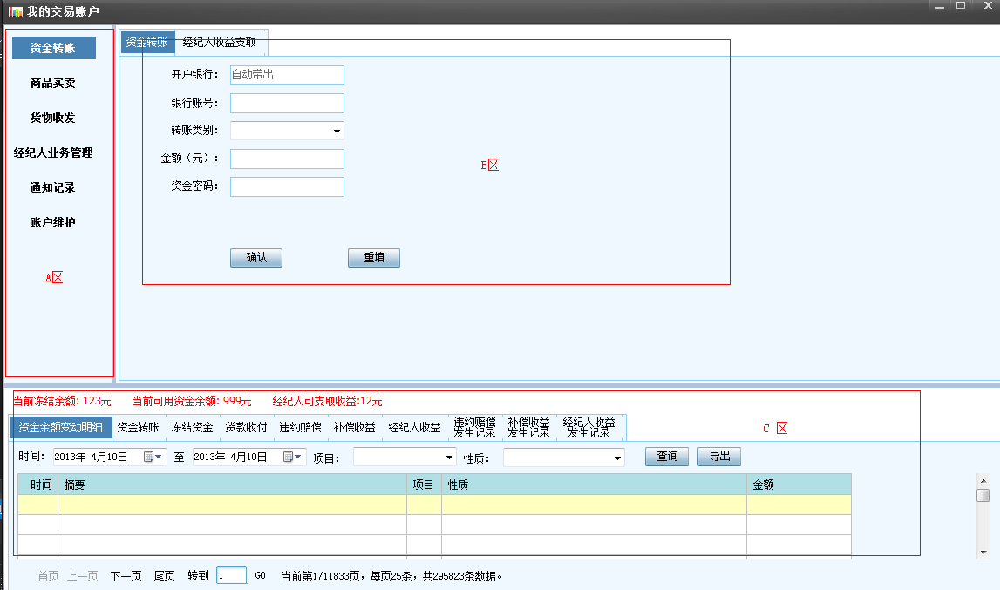 我的交易账户
资金转账
商品买卖
货物收发
经纪人业务管理
通知记录
账户维护
A区
资金转账 经纪人收益支取
开户银行: 自动带出
银行账号:
转账类别:
金额（元）:
资金密码:
确认 重填
B区
当前冻结余额: 123元 当前可用资金余额: 999元 经纪人可支取收益:12元
资金余额变动明细 资金转账 冻结资金 货款收付 违约赔偿 补偿收益 经纪人收益 违约赔偿发生记录 补偿收益发生记录 经纪人收益发生记录
C 区
时间: 2013年 4月10日 至 2013年 4月10日 项目: 性质: 查询 导出
时间 摘要 项目 性质 金额
首页 上一页 下一页 尾页 转到 1 GO 当前第1/11833页，每页25条，共295823条数据。